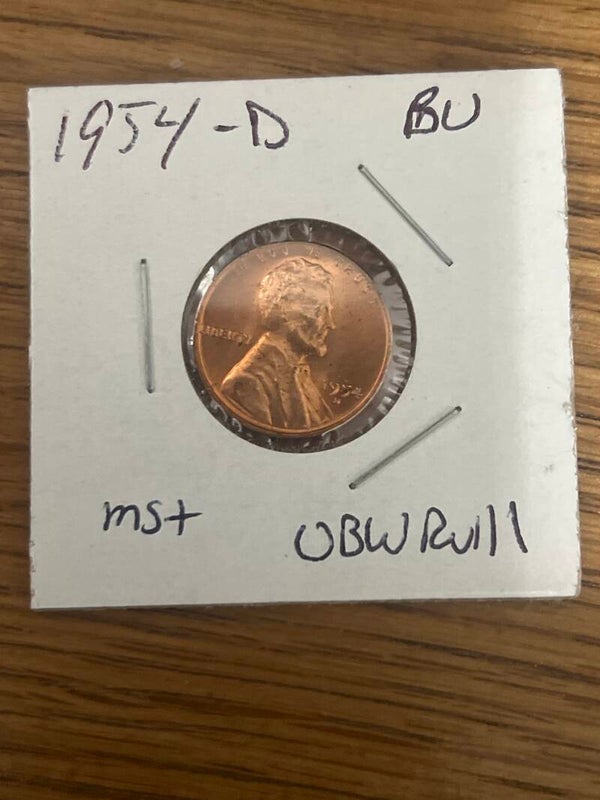 1954-D BU
LIBERTY
1954
D
MS+ OBW Roll